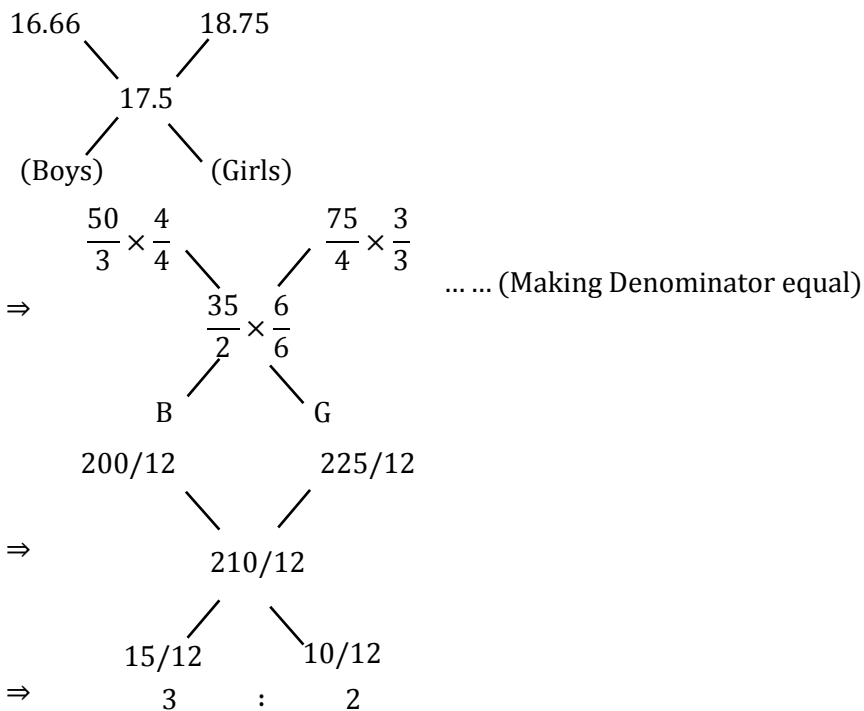 16.66 18.75
17.5
(Boys) (Girls)
50/3 × 4/4 75/4 × 3/3
⇒ 35/2 × 6/6 … … (Making Denominator equal)
B G
200/12 225/12
⇒ 210/12
15/12 10/12
⇒ 3 : 2